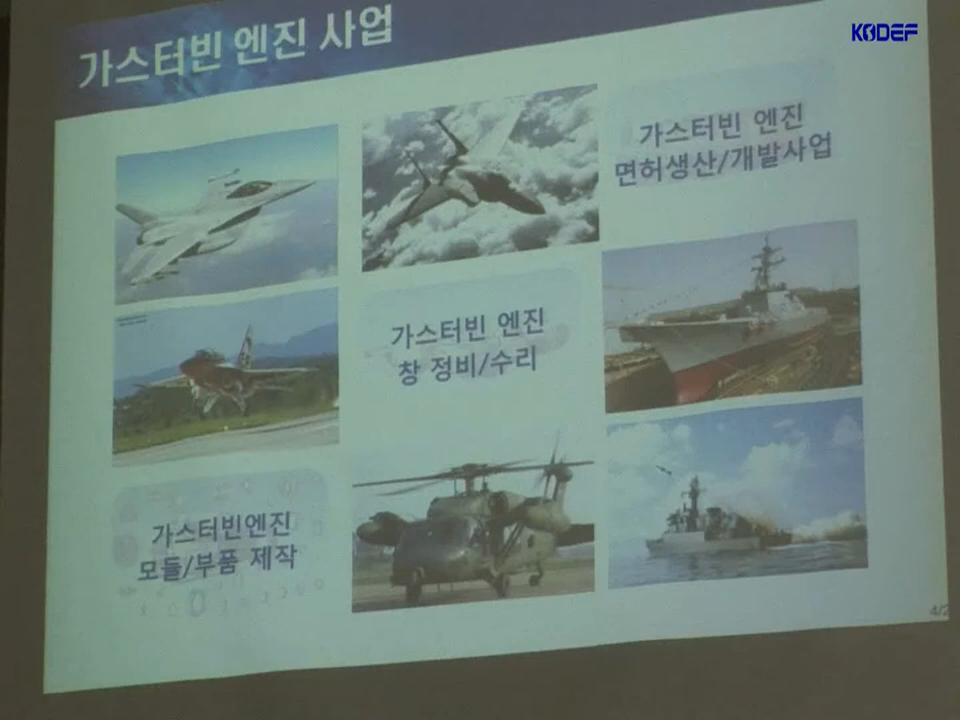 가스터빈 엔진 사업
KODEF
가스터빈 엔진
면허생산/개발사업
가스터빈 엔진
창 정비/수리
가스터빈엔진
모듈/부품 제작